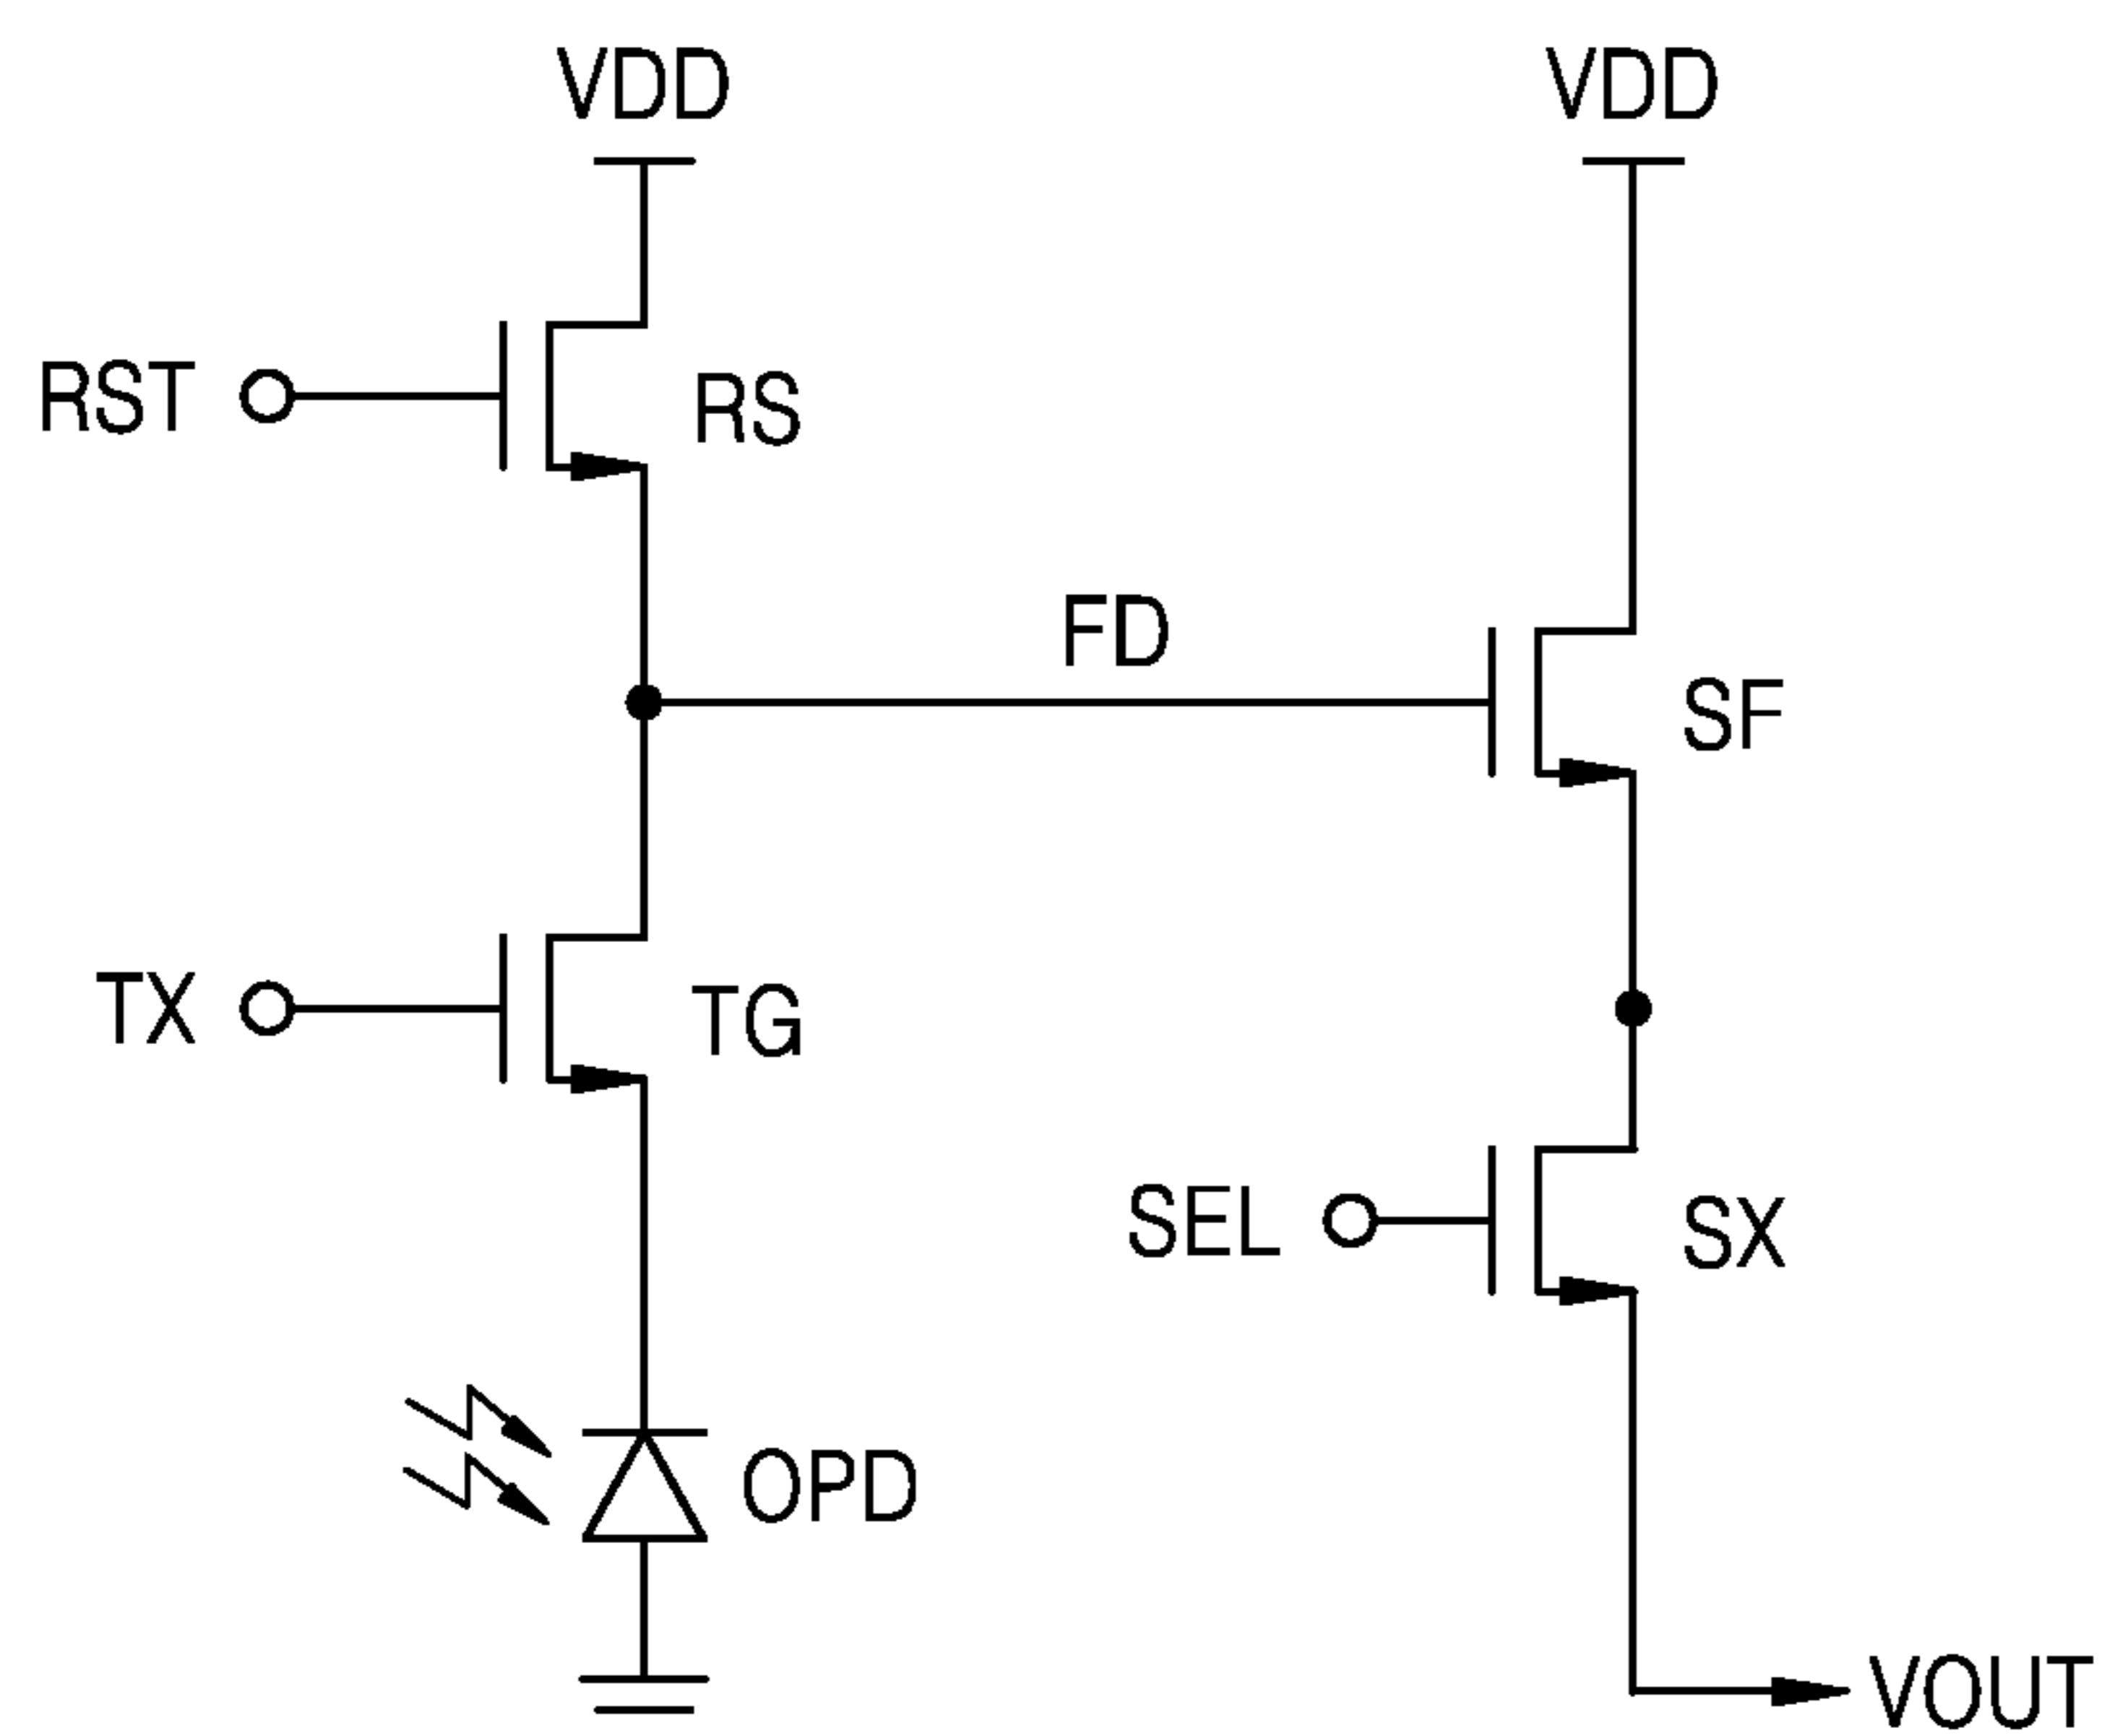 VDD VDD
RST RS
FD
SF
TX TG
SEL SX
OPD
VOUT